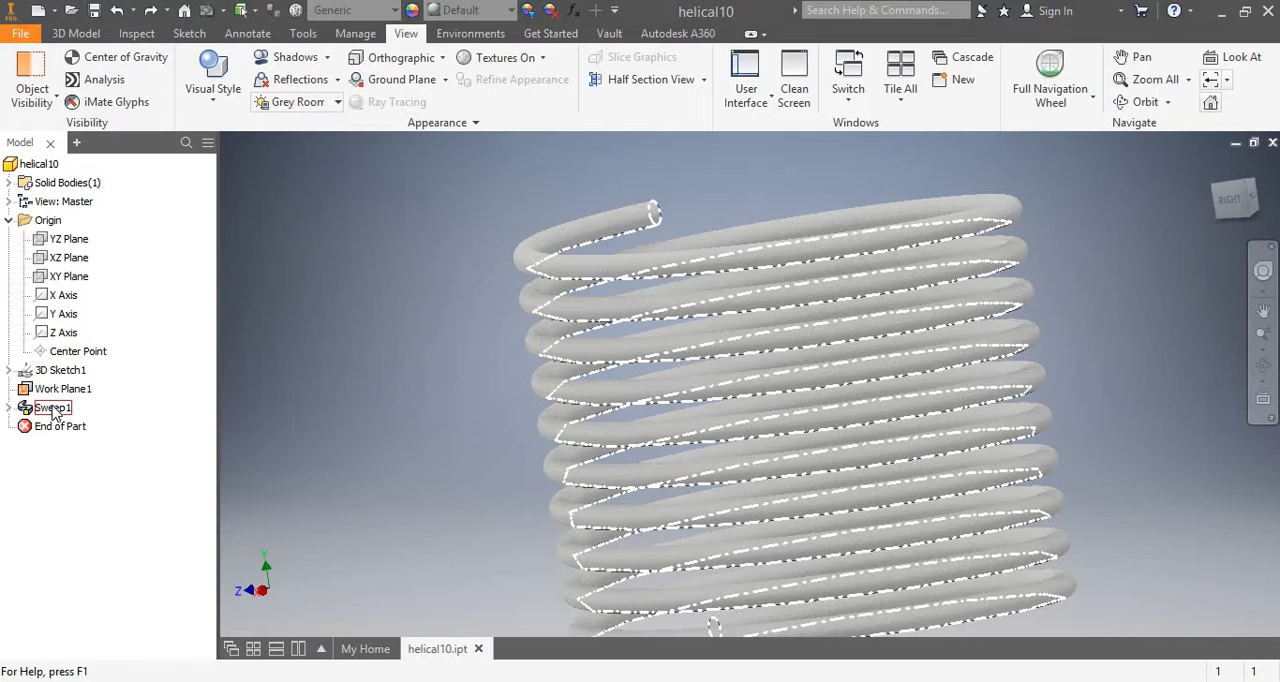 PRO
Generic
Default
helical10
Search Help & Commands...
Sign In
File
3D Model
Inspect
Sketch
Annotate
Tools
Manage
View
Environments
Get Started
Vault
Autodesk A360
Object
Visibility
Center of Gravity
Analysis
iMate Glyphs
Visibility
Visual Style
Shadows
Reflections
Grey Room
Orthographic
Ground Plane
Ray Tracing
Textures On
Refine Appearance
Appearance
Slice Graphics
Half Section View
User
Interface
Clean
Screen
Switch
Tile All
Cascade
New
Windows
Full Navigation
Wheel
Pan
Zoom All
Orbit
Look At
Navigate
Model
helical10
Solid Bodies(1)
View: Master
Origin
YZ Plane
XZ Plane
XY Plane
X Axis
Y Axis
Z Axis
Center Point
3D Sketch1
Work Plane1
Sweep1
End of Part
RIGHT
Y
Z
My Home
helical10.ipt
For Help, press F1
1
1